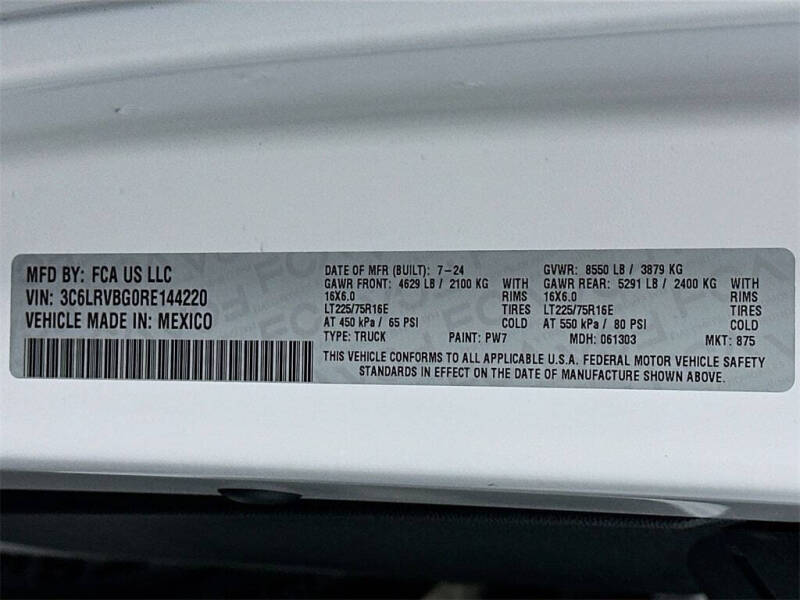 MFD BY: FCA US LLC
VIN: 3C6LRVBG0RE144220
VEHICLE MADE IN: MEXICO
DATE OF MFR (BUILT): 7-24 GVWR: 8550 LB / 3879 KG
GAWR FRONT: 4629 LB / 2100 KG WITH GAWR REAR: 5291 LB / 2400 KG WITH
16X6.0 RIMS 16X6.0 RIMS
LT225/75R16E TIRES LT225/75R16E TIRES
AT 450 kPa / 65 PSI COLD AT 550 kPa / 80 PSI COLD
TYPE: TRUCK PAINT: PW7 MDH: 061303 MKT: 875
THIS VEHICLE CONFORMS TO ALL APPLICABLE U.S.A. FEDERAL MOTOR VEHICLE SAFETY
STANDARDS IN EFFECT ON THE DATE OF MANUFACTURE SHOWN ABOVE.